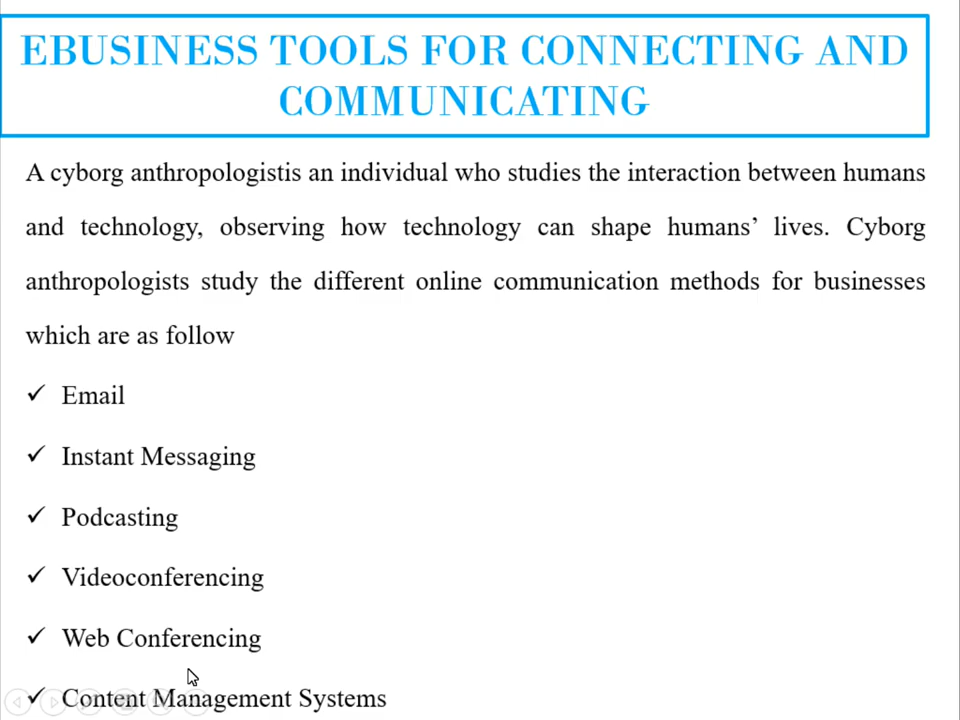 EBUSINESS TOOLS FOR CONNECTING AND
COMMUNICATING
A cyborg anthropologistis an individual who studies the interaction between humans
and technology, observing how technology can shape humans’ lives. Cyborg
anthropologists study the different online communication methods for businesses
which are as follow
✓ Email
✓ Instant Messaging
✓ Podcasting
✓ Videoconferencing
✓ Web Conferencing
✓ Content Management Systems